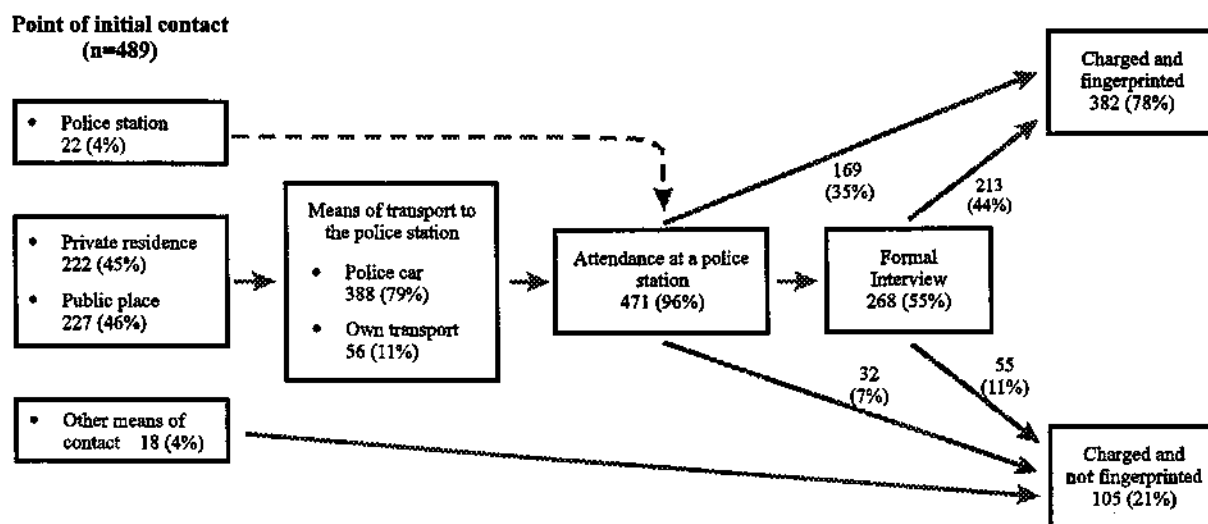 Point of initial contact
(n=489)
• Police station
22 (4%)
• Private residence
222 (45%)
• Public place
227 (46%)
• Other means of
contact 18 (4%)
Means of transport to
the police station
• Police car
388 (79%)
• Own transport
56 (11%)
Attendance at a police
station
471 (96%)
169
(35%)
32
(7%)
Formal
Interview
268 (55%)
213
(44%)
55
(11%)
Charged and
fingerprinted
382 (78%)
Charged and
not fingerprinted
105 (21%)